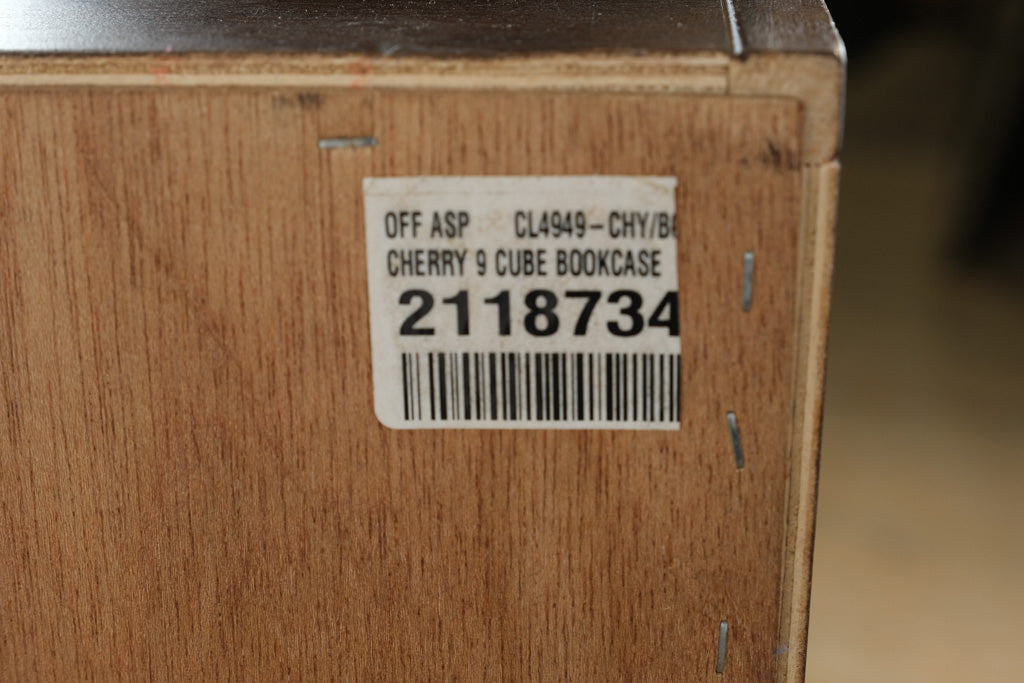 OFF ASP CL4949-CHY/B
CHERRY 9 CUBE BOOKCASE
2118734